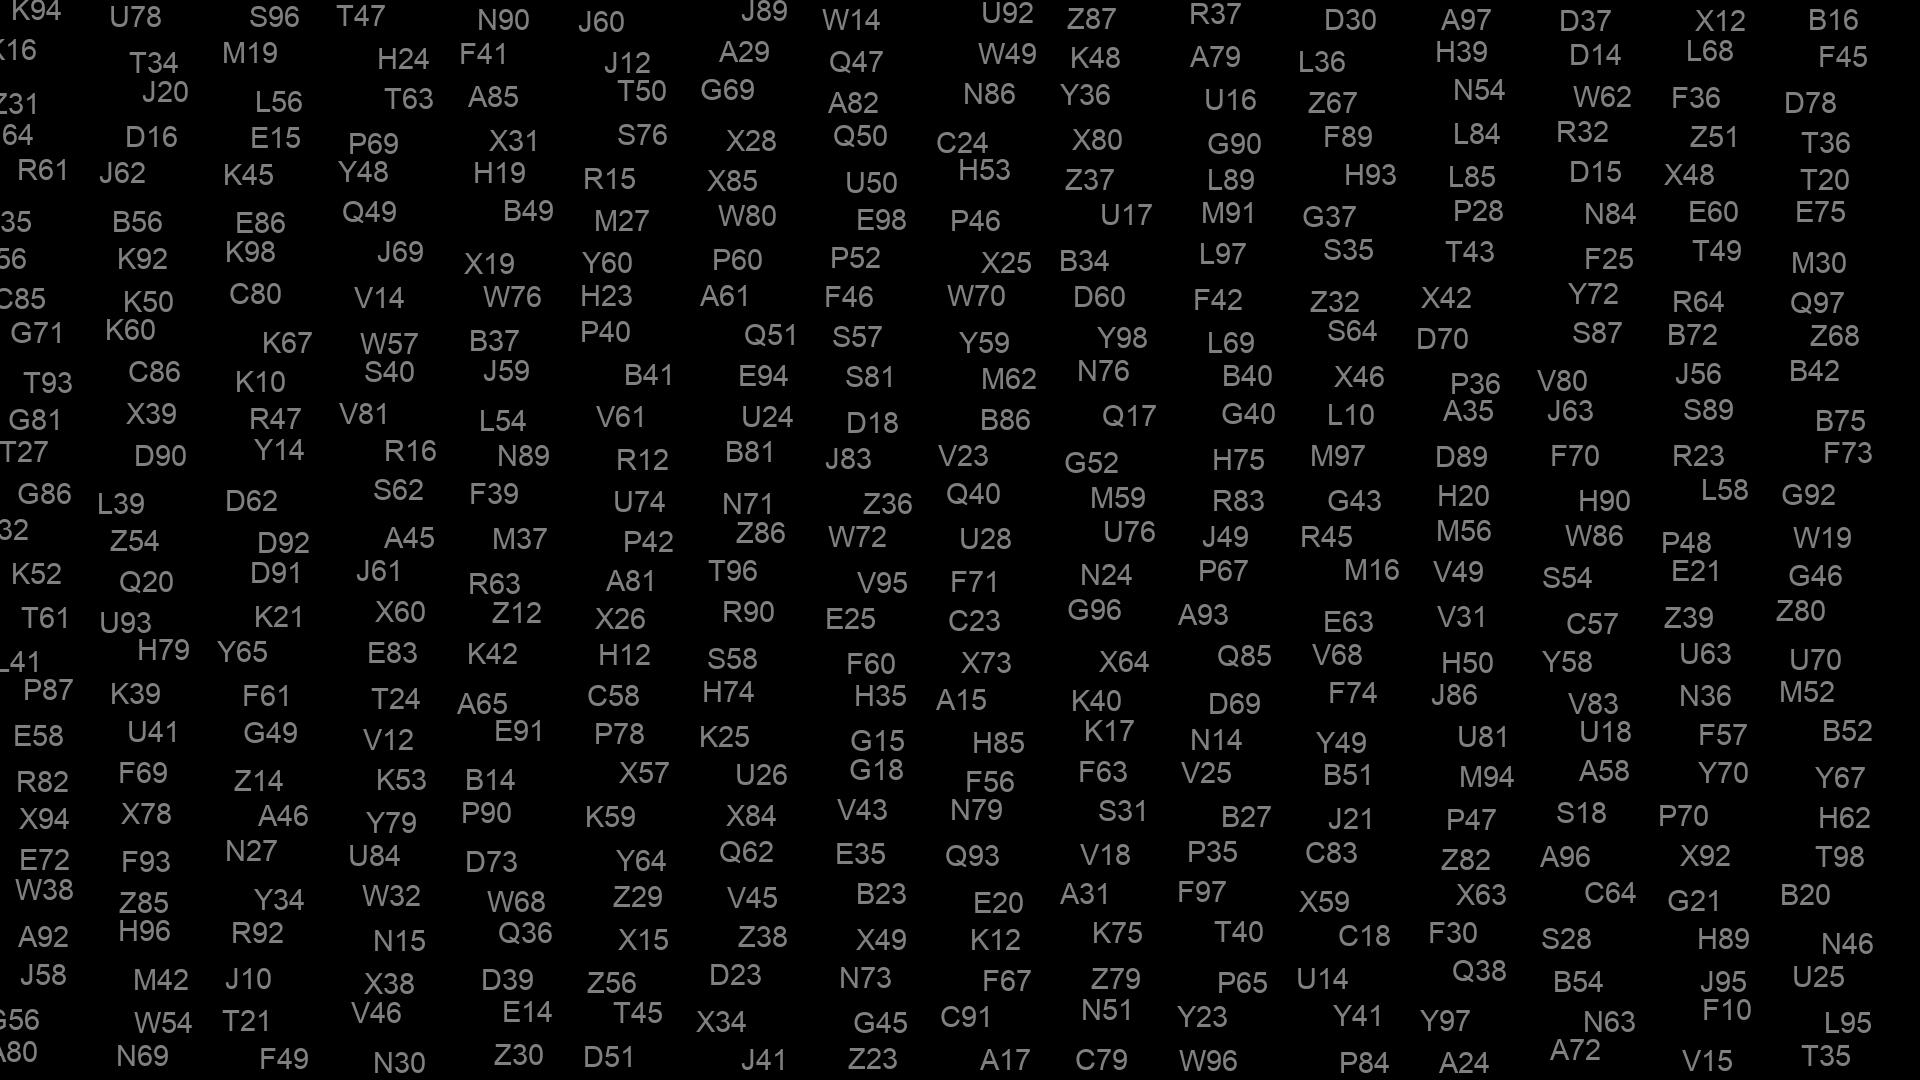 K94 U78 S96 T47 N90 J60 J89 W14 U92 Z87 R37 D30 A97 D37 X12 B16
K16 T34 M19 H24 F41 J12 A29 Q47 W49 K48 A79 L36 H39 D14 L68 F45
Z31 J20 L56 T63 A85 T50 G69 A82 N86 Y36 U16 Z67 N54 W62 F36 D78
64 D16 E15 P69 X31 S76 X28 Q50 C24 X80 G90 F89 L84 R32 Z51 T36
R61 J62 K45 Y48 H19 R15 X85 U50 H53 Z37 L89 H93 L85 D15 X48 T20
35 B56 E86 Q49 B49 M27 W80 E98 P46 U17 M91 G37 P28 N84 E60 E75
56 K92 K98 J69 X19 Y60 P60 P52 X25 B34 L97 S35 T43 F25 T49 M30
C85 K50 C80 V14 W76 H23 A61 F46 W70 D60 F42 Z32 X42 Y72 R64 Q97
G71 K60 K67 W57 B37 P40 Q51 S57 Y59 Y98 L69 S64 D70 S87 B72 Z68
T93 C86 K10 S40 J59 B41 E94 S81 M62 N76 B40 X46 P36 V80 J56 B42
G81 X39 R47 V81 L54 V61 U24 D18 B86 Q17 G40 L10 A35 J63 S89 B75
T27 D90 Y14 R16 N89 R12 B81 J83 V23 G52 H75 M97 D89 F70 R23 F73
G86 L39 D62 S62 F39 U74 N71 Z36 Q40 M59 R83 G43 H20 H90 L58 G92
32 Z54 D92 A45 M37 P42 Z86 W72 U28 U76 J49 R45 M56 W86 P48 W19
K52 Q20 D91 J61 R63 A81 T96 V95 F71 N24 P67 M16 V49 S54 E21 G46
T61 U93 K21 X60 Z12 X26 R90 E25 C23 G96 A93 E63 V31 C57 Z39 Z80
L41 H79 Y65 E83 K42 H12 S58 F60 X73 X64 Q85 V68 H50 Y58 U63 U70
P87 K39 F61 T24 A65 C58 H74 H35 A15 K40 D69 F74 J86 V83 N36 M52
E58 U41 G49 V12 E91 P78 K25 G15 H85 K17 N14 Y49 U81 U18 F57 B52
R82 F69 Z14 K53 B14 X57 U26 G18 F56 F63 V25 B51 M94 A58 Y70 Y67
X94 X78 A46 Y79 P90 K59 X84 V43 N79 S31 B27 J21 P47 S18 P70 H62
E72 F93 N27 U84 D73 Y64 Q62 E35 Q93 V18 P35 C83 Z82 A96 X92 T98
W38 Z85 Y34 W32 W68 Z29 V45 B23 E20 A31 F97 X59 X63 C64 G21 B20
A92 H96 R92 N15 Q36 X15 Z38 X49 K12 K75 T40 C18 F30 S28 H89 N46
J58 M42 J10 X38 D39 Z56 D23 N73 F67 Z79 P65 U14 Q38 B54 J95 U25
G56 W54 T21 V46 E14 T45 X34 G45 C91 N51 Y23 Y41 Y97 N63 F10 L95
A80 N69 F49 N30 Z30 D51 J41 Z23 A17 C79 W96 P84 A24 A72 V15 T35